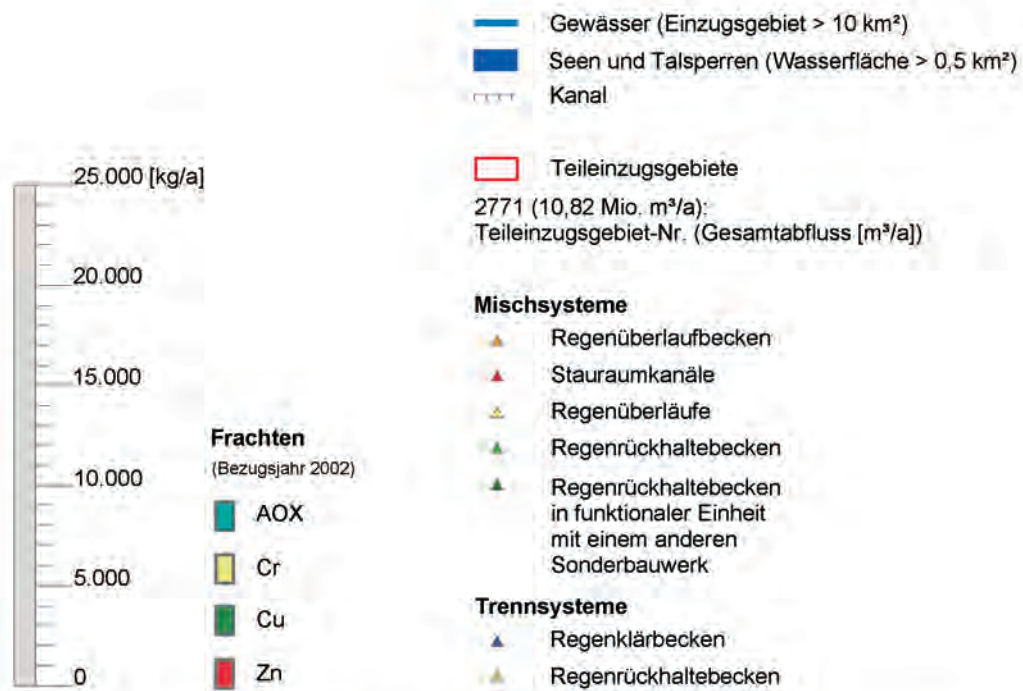 Gewässer (Einzugsgebiet > 10 km²)
Seen und Talsperren (Wasserfläche > 0,5 km²)
Kanal
Teileinzugsgebiete
2771 (10,82 Mio. m³/a):
Teileinzugsgebiet-Nr. (Gesamtabfluss [m³/a])
25.000 [kg/a]
20.000
15.000
10.000
5.000
0
Frachten
(Bezugsjahr 2002)
AOX
Cr
Cu
Zn
Mischsysteme
Regenüberlaufbecken
Stauraumkanäle
Regenüberläufe
Regenrückhaltebecken
Regenrückhaltebecken
in funktionaler Einheit
mit einem anderen
Sonderbauwerk
Trennsysteme
Regenklärbecken
Regenrückhaltebecken